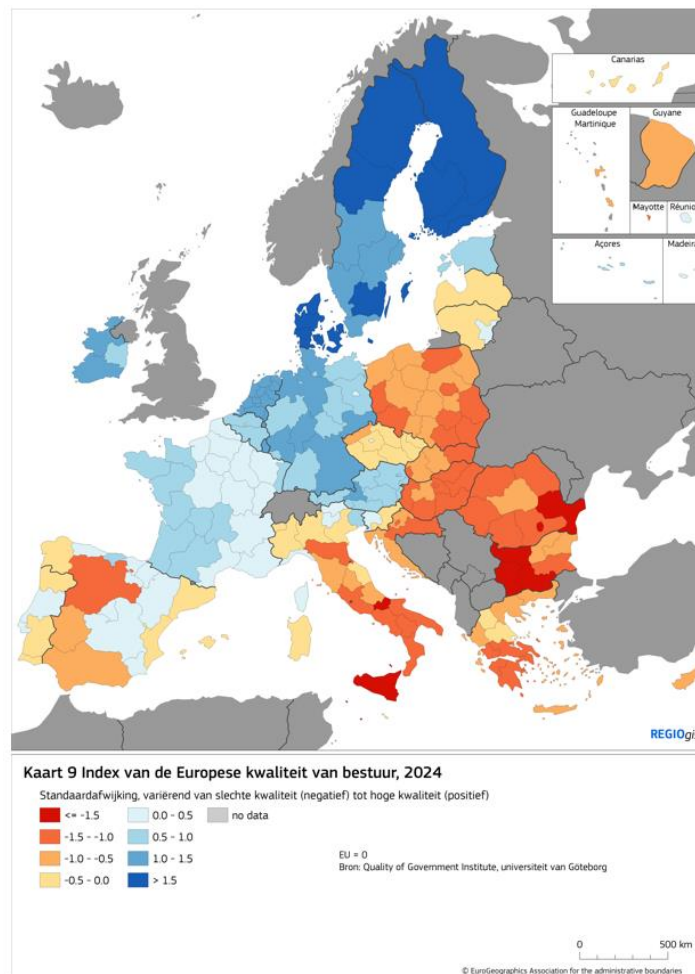 Canarias
Guadeloupe
Martinique
Guyane
Mayotte
Açores
REGIO
Kaart 9 Index van de Europese kwaliteit van bestuur, 2024
Standaardafwijking, variërend van slechte kwaliteit (negatief) tot hoge kwaliteit (positief)
<= -1.5
0.0 - 0.5
no data
-1.5 - -1.0
0.5 - 1.0
-1.0 - -0.5
1.0 - 1.5
-0.5 - 0.0
> 1.5
EU = 0
Bron: Quality of Government Institute, universiteit van Göteborg
0
500 km
© EuroGeographics Association for the administrative boundaries